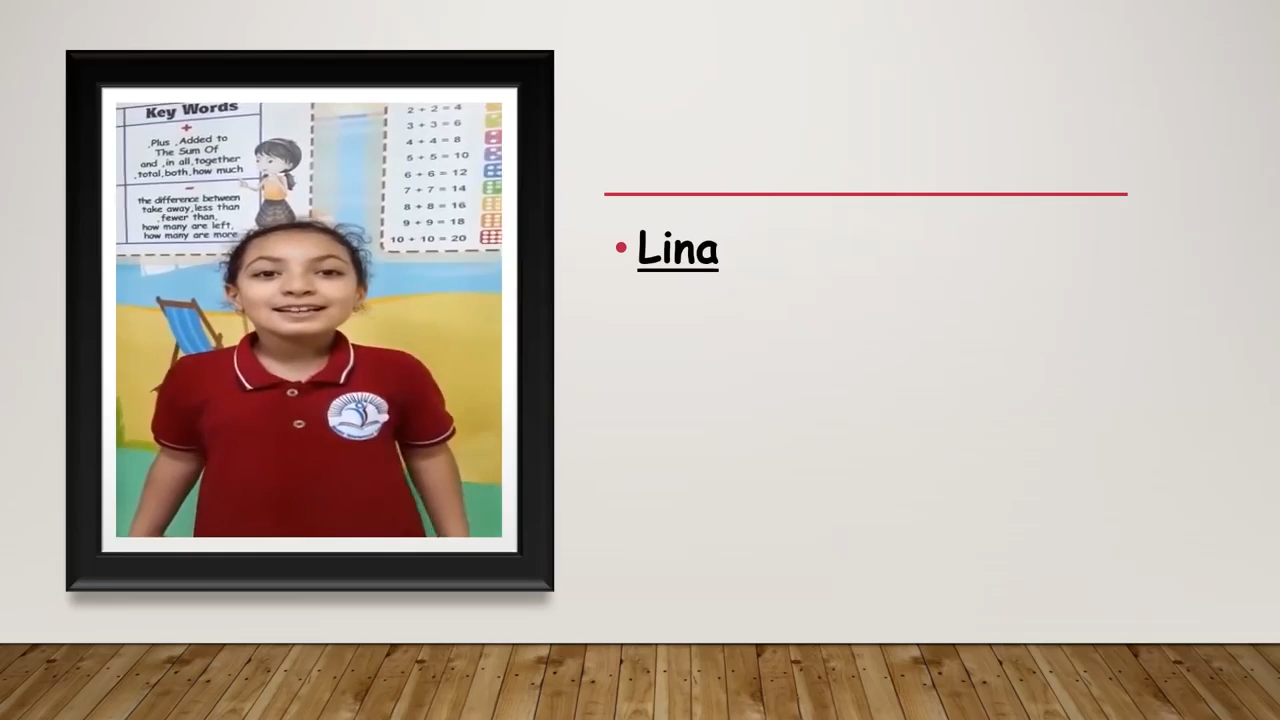 Key Words
+
,Plus ,Added to
The Sum Of
and ,in all,together
,total,both,how much
-
the difference between
take away,less than
,fewer than,
how many are left,
how many are more
2 + 2 = 4
3 + 3 = 6
4 + 4 = 8
5 + 5 = 10
6 + 6 = 12
7 + 7 = 14
8 + 8 = 16
9 + 9 = 18
10 + 10 = 20
• Lina